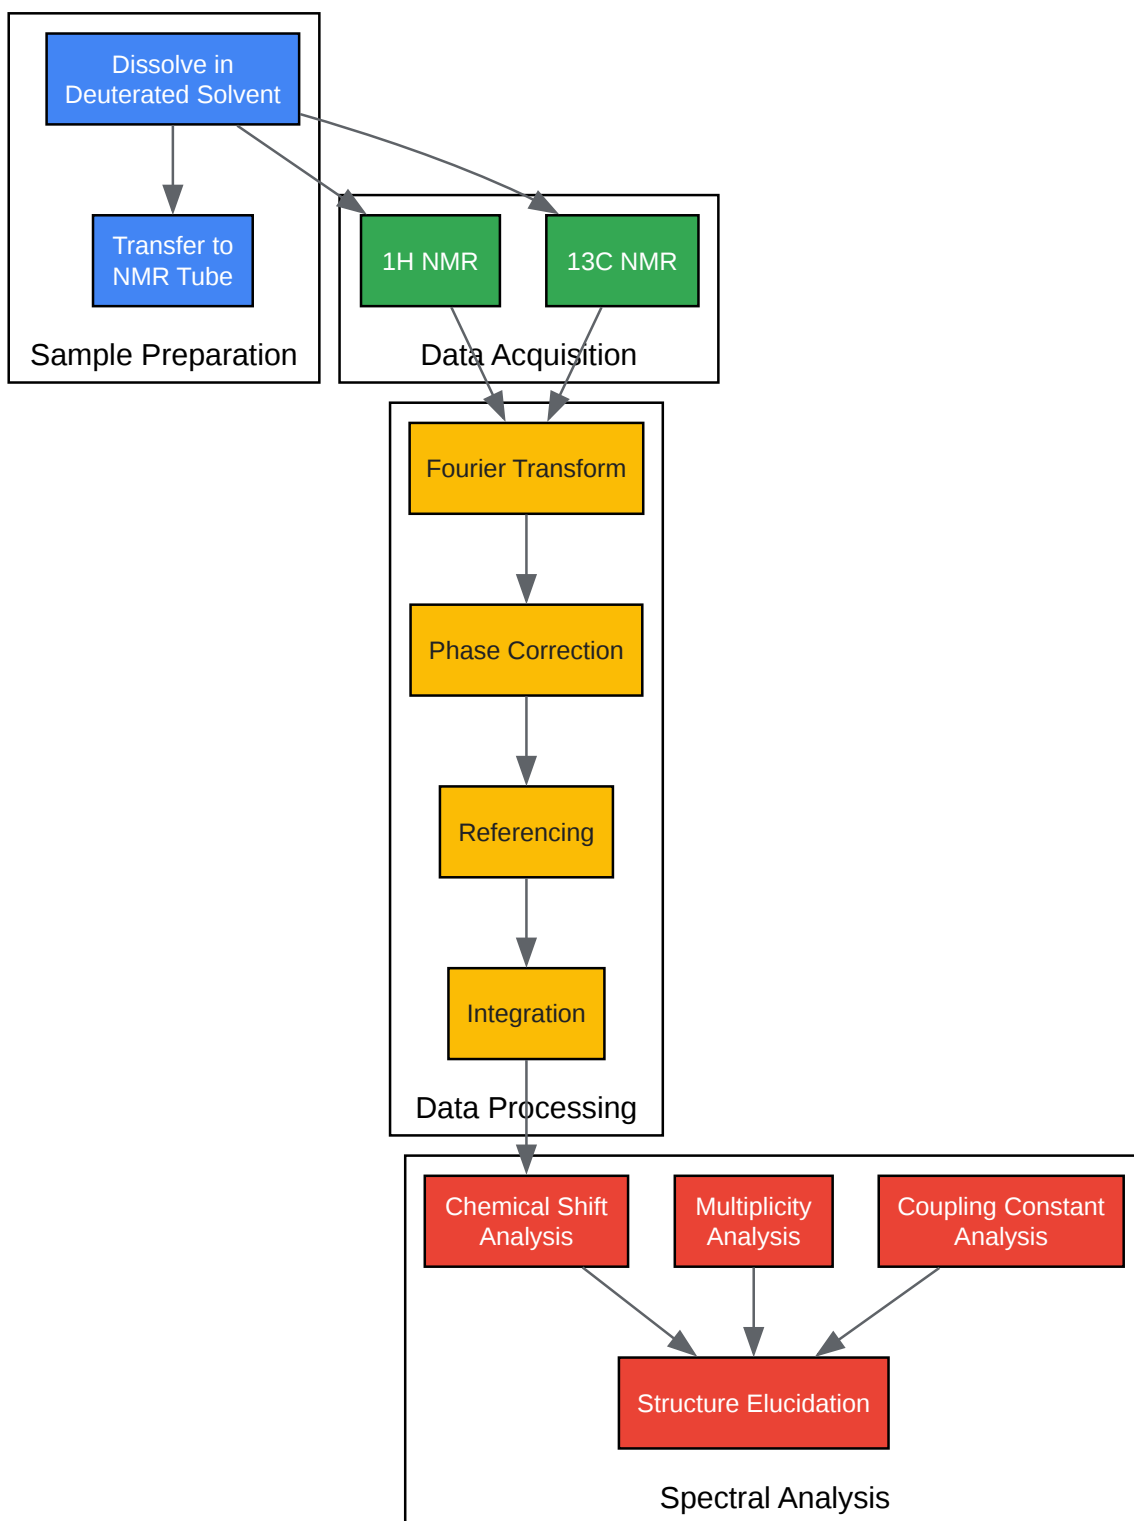 Dissolve in
Deuterated Solvent
Transfer to
NMR Tube
Sample Preparation
1H NMR
13C NMR
Data Acquisition
Fourier Transform
Phase Correction
Referencing
Integration
Data Processing
Chemical Shift
Analysis
Multiplicity
Analysis
Coupling Constant
Analysis
Structure Elucidation
Spectral Analysis